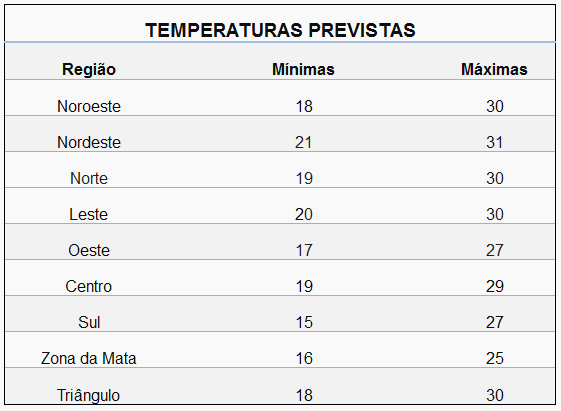 TEMPERATURAS PREVISTAS
Região Mínimas Máximas
Noroeste 18 30
Nordeste 21 31
Norte 19 30
Leste 20 30
Oeste 17 27
Centro 19 29
Sul 15 27
Zona da Mata 16 25
Triângulo 18 30